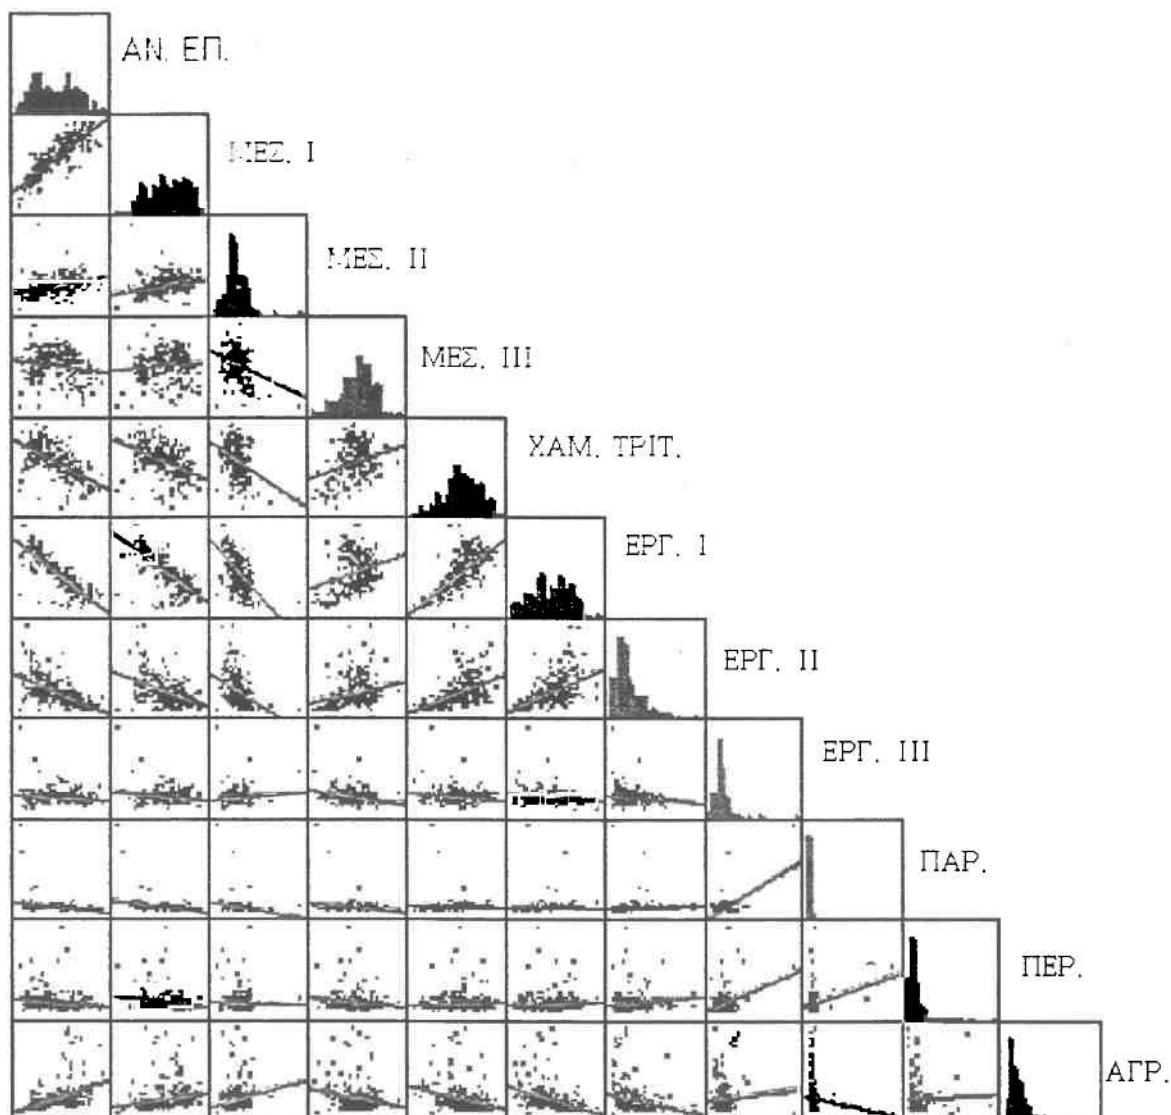 ΑΝ. ΕΠ.
ΜΕΣ. Ι
ΜΕΣ. ΙΙ
ΜΕΣ. ΙΙΙ
ΧΑΜ. ΤΡΙΤ.
ΕΡΓ. Ι
ΕΡΓ. ΙΙ
ΕΡΓ. ΙΙΙ
ΠΑΡ.
ΠΕΡ.
ΑΓΡ.